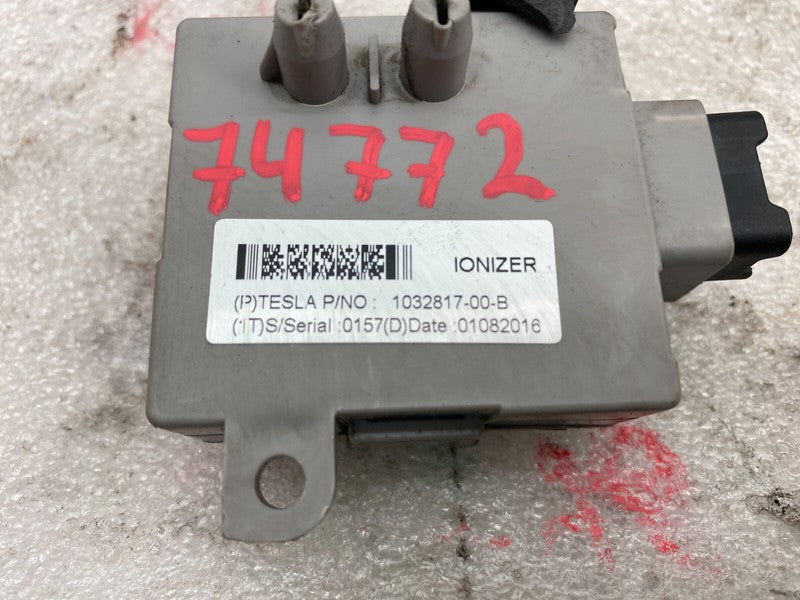 74772
IONIZER
(P)TESLA P/NO : 1032817-00-B
(1T)S/Serial :0157(D)Date :01082016